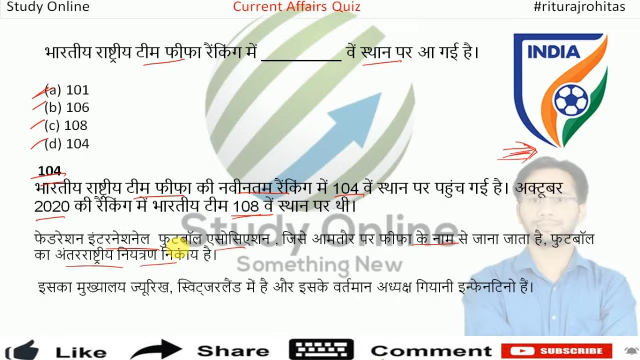 Study Online Current Affairs Quiz #riturajrohitas
भारतीय राष्ट्रीय टीम फीफा रैंकिंग में __________ वें स्थान पर आ गई है।
INDIA
(a) 101
(b) 106
(c) 108
(d) 104
104
भारतीय राष्ट्रीय टीम फीफा की नवीनतम रैंकिंग में 104 वें स्थान पर पहुंच गई है। अक्टूबर
2020 की रैंकिंग में भारतीय टीम 108 वें स्थान पर थी।
Study Online
फेडरेशन इंटरनेशनेल फुटबॉल एसोसिएशन , जिसे आमतौर पर फीफा के नाम से जाना जाता है, फुटबॉल
का अंतरराष्ट्रीय नियंत्रण निकाय है।
Something New
इसका मुख्यालय ज्यूरिख, स्विट्जरलैंड में है और इसके वर्तमान अध्यक्ष गियानी इन्फेनटिनो हैं।
Like Share Comment SUBSCRIBE